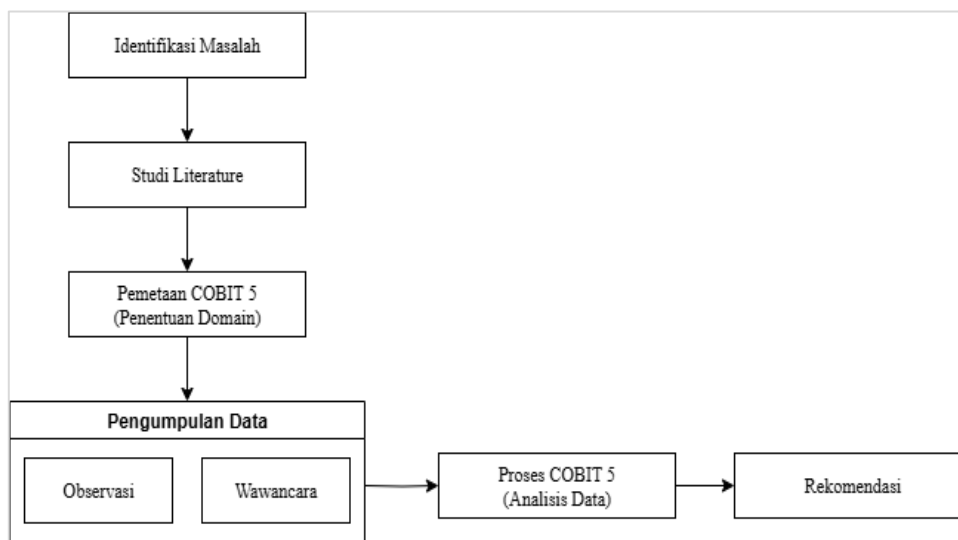 Identifikasi Masalah
Studi Literature
Pemetaan COBIT 5
(Penentuan Domain)
Pengumpulan Data
Observasi
Wawancara
Proses COBIT 5
(Analisis Data)
Rekomendasi